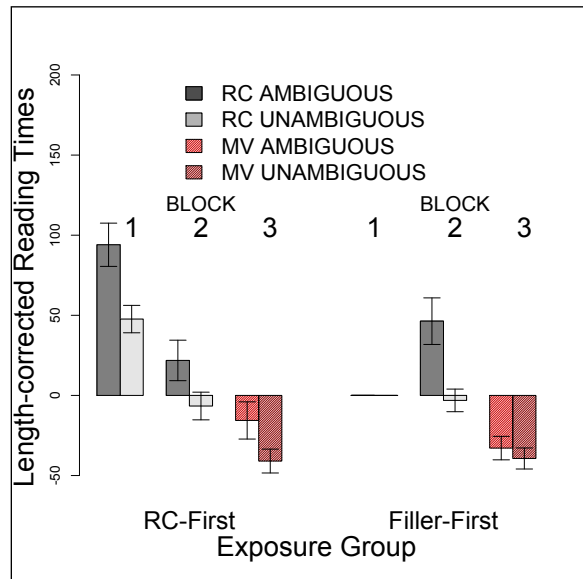 200
150
100
50
0
-50
Length-corrected Reading Times
RC AMBIGUOUS
RC UNAMBIGUOUS
MV AMBIGUOUS
MV UNAMBIGUOUS
BLOCK
1 2 3
BLOCK
1 2 3
RC-First
Filler-First
Exposure Group